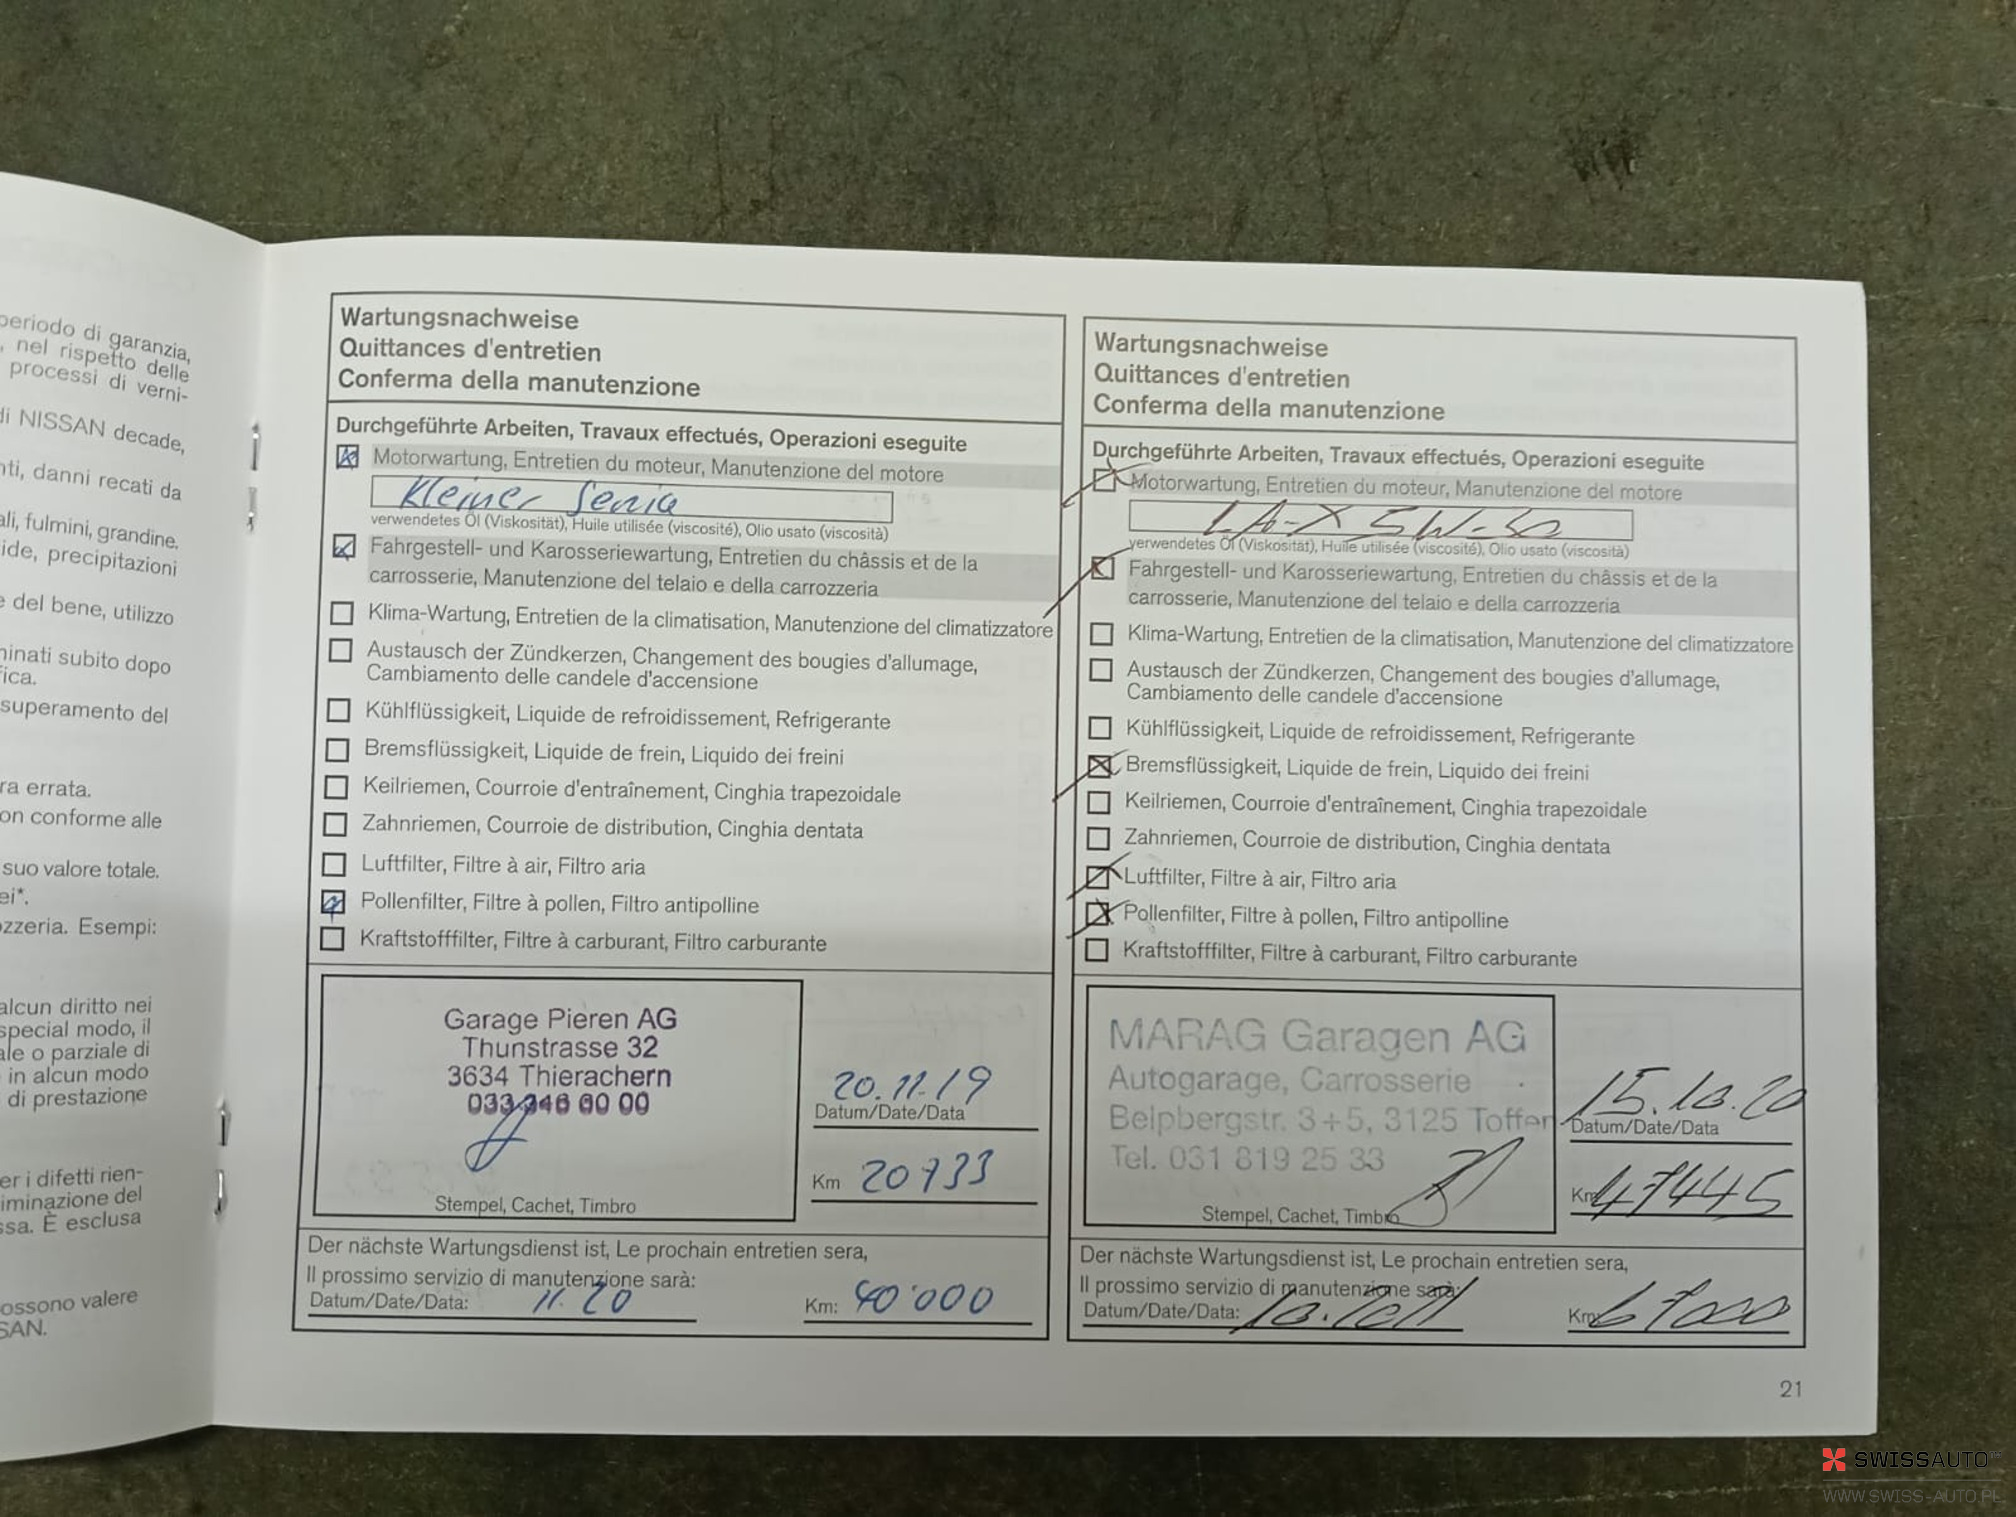 periodo di garanzia,
, nel rispetto delle
processi di verni-
di NISSAN decade,
nti, danni recati da
ali, fulmini, grandine.
ide, precipitazioni
e del bene, utilizzo
ninati subito dopo
fica.
superamento del
ra errata.
on conforme alle
suo valore totale.
ei*.
ozzeria. Esempi:
alcun diritto nei
special modo, il
ale o parziale di
in alcun modo
di prestazione
er i difetti rien-
iminazione del
ssa. È esclusa
ossono valere
SAN.
Wartungsnachweise
Quittances d'entretien
Conferma della manutenzione
Durchgeführte Arbeiten, Travaux effectués, Operazioni eseguite
Motorwartung, Entretien du moteur, Manutenzione del motore
Kleiner
verwendetes Öl (Viskosität), Huile utilisée (viscosité), Olio usato (viscosità)
Fahrgestell- und Karosseriewartung, Entretien du châssis et de la
carrosserie, Manutenzione del telaio e della carrozzeria
Klima-Wartung, Entretien de la climatisation, Manutenzione del climatizzatore
Austausch der Zündkerzen, Changement des bougies d'allumage,
Cambiamento delle candele d'accensione
Kühlflüssigkeit, Liquide de refroidissement, Refrigerante
Bremsflüssigkeit, Liquide de frein, Liquido dei freini
Keilriemen, Courroie d'entraînement, Cinghia trapezoidale
Zahnriemen, Courroie de distribution, Cinghia dentata
Luftfilter, Filtre à air, Filtro aria
Pollenfilter, Filtre à pollen, Filtro antipolline
Kraftstofffilter, Filtre à carburant, Filtro carburante
Garage Pieren AG
Thunstrasse 32
3634 Thierachern
033 346 60 00
Stempel, Cachet, Timbro
20.11.19
Datum/Date/Data
Km 20733
Der nächste Wartungsdienst ist, Le prochain entretien sera,
Il prossimo servizio di manutenzione sarà:
Datum/Date/Data: 11.20
Km: 40'000
Wartungsnachweise
Quittances d'entretien
Conferma della manutenzione
Durchgeführte Arbeiten, Travaux effectués, Operazioni eseguite
Motorwartung, Entretien du moteur, Manutenzione del motore
5W-30
verwendetes Öl (Viskosität), Huile utilisée (viscosité), Olio usato (viscosità)
Fahrgestell- und Karosseriewartung, Entretien du châssis et de la
carrosserie, Manutenzione del telaio e della carrozzeria
Klima-Wartung, Entretien de la climatisation, Manutenzione del climatizzatore
Austausch der Zündkerzen, Changement des bougies d'allumage,
Cambiamento delle candele d'accensione
Kühlflüssigkeit, Liquide de refroidissement, Refrigerante
Bremsflüssigkeit, Liquide de frein, Liquido dei freini
Keilriemen, Courroie d'entraînement, Cinghia trapezoidale
Zahnriemen, Courroie de distribution, Cinghia dentata
Luftfilter, Filtre à air, Filtro aria
Pollenfilter, Filtre à pollen, Filtro antipolline
Kraftstofffilter, Filtre à carburant, Filtro carburante
MARAG Garagen AG
Autogarage, Carrosserie
Belpbergstr. 3+5, 3125 Toffen
Tel. 031 819 25 33
Stempel, Cachet, Timbro
15.10.20
Datum/Date/Data
Km 47445
Der nächste Wartungsdienst ist, Le prochain entretien sera,
Il prossimo servizio di manutenzione sarà:
Datum/Date/Data:
Km: 67000
21
SWISSAUTO
WWW.SWISS-AUTO.PL